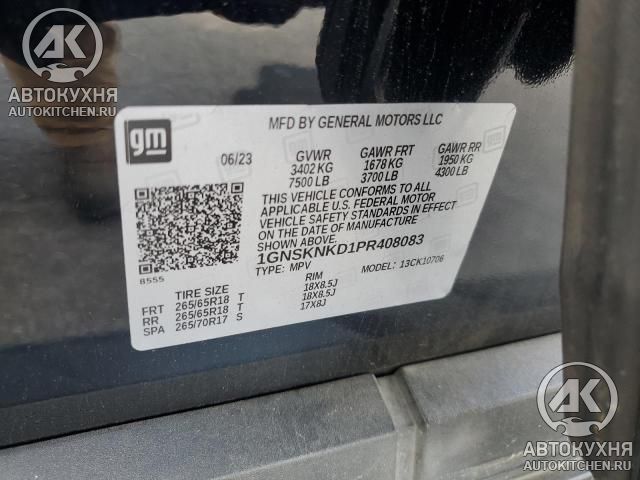 AK
АВТОКУХНЯ
AUTOKITCHEN.RU
gm
MFD BY GENERAL MOTORS LLC
06/23 GVWR GAWR FRT GAWR RR
3402 KG 1678 KG 1950 KG
7500 LB 3700 LB 4300 LB
THIS VEHICLE CONFORMS TO ALL
APPLICABLE U.S. FEDERAL MOTOR
VEHICLE SAFETY STANDARDS IN EFFECT
ON THE DATE OF MANUFACTURE
SHOWN ABOVE.
1GNSKNKD1PR408083
TYPE: MPV MODEL: 13CK10706
B555
TIRE SIZE RIM
FRT 265/65R18 T 18X8.5J
RR 265/65R18 T 18X8.5J
SPA 265/70R17 S 17X8J
AK
АВТОКУХНЯ
AUTOKITCHEN.RU